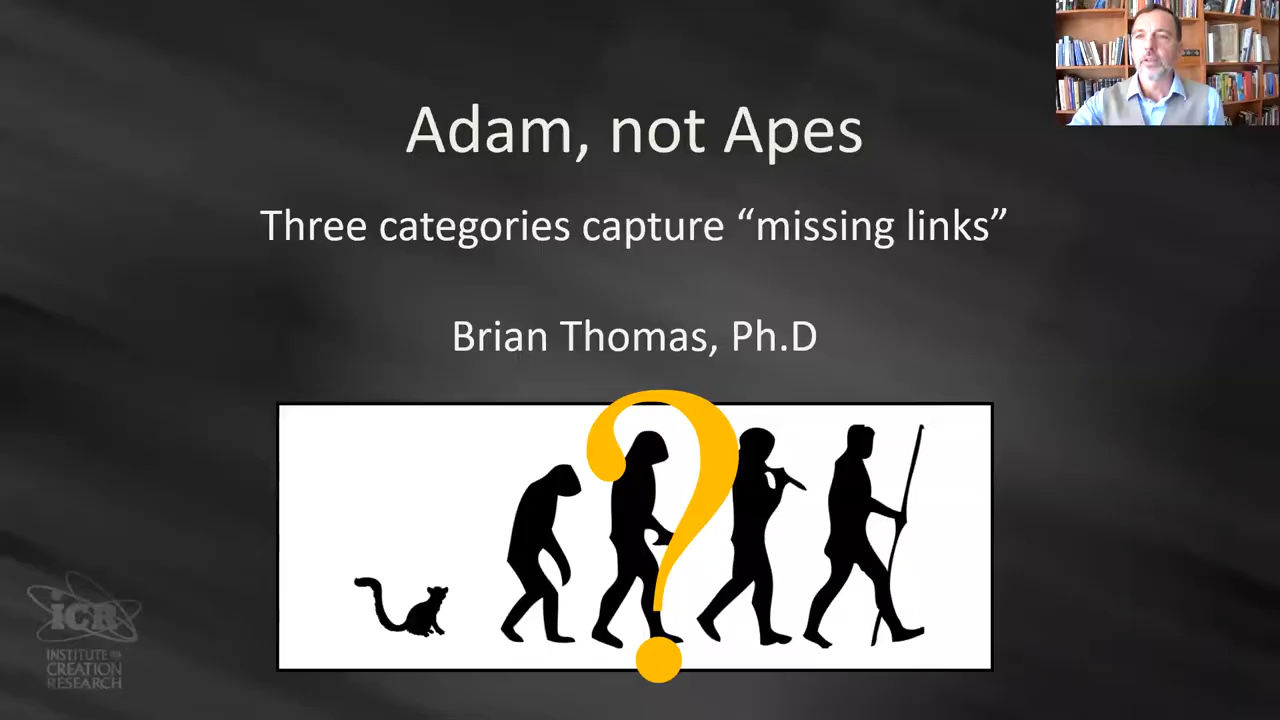 Adam, not Apes
Three categories capture “missing links”
Brian Thomas, Ph.D
?
iCR
INSTITUTE for
CREATION
RESEARCH